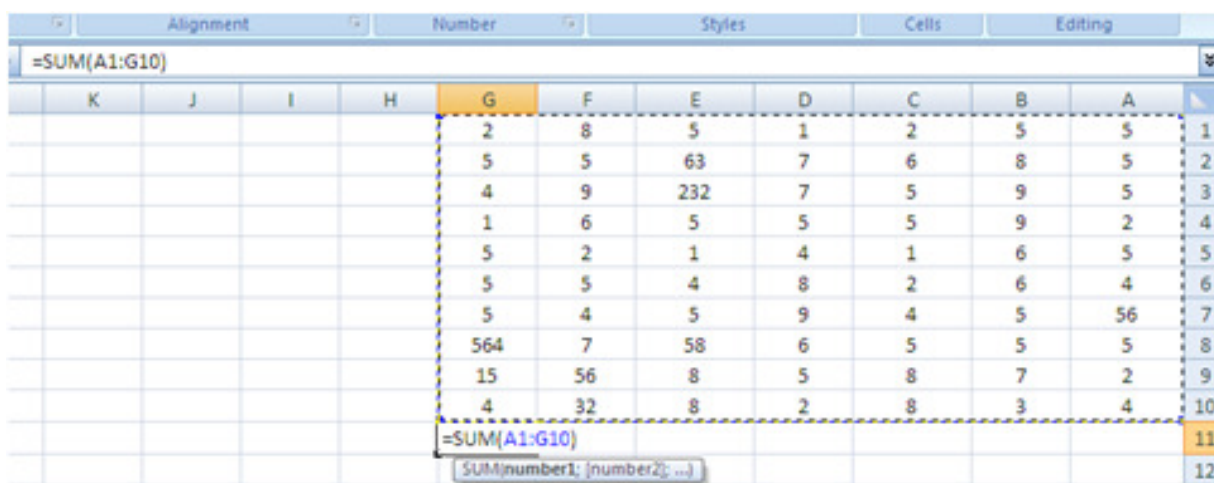 Alignment Number Styles Cells Editing
=SUM(A1:G10)
K J I H G F E D C B A
2 8 5 1 2 5 5 1
5 5 63 7 6 8 5 2
4 9 232 7 5 9 5 3
1 6 5 5 5 9 2 4
5 2 1 4 1 6 5 5
5 5 4 8 2 6 4 6
5 4 5 9 4 5 56 7
564 7 58 6 5 5 5 8
15 56 8 5 8 7 2 9
4 32 8 2 8 3 4 10
=SUM(A1:G10) 11
SUM(number1; [number2]; ...) 12